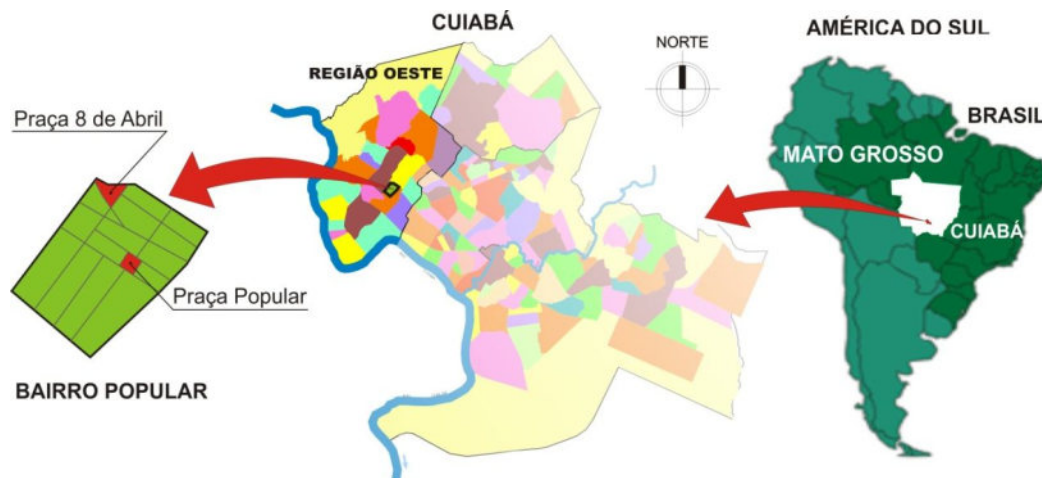 CUIABÁ
AMÉRICA DO SUL
NORTE
REGIÃO OESTE
Praça 8 de Abril
BRASIL
MATO GROSSO
CUIABÁ
Praça Popular
BAIRRO POPULAR